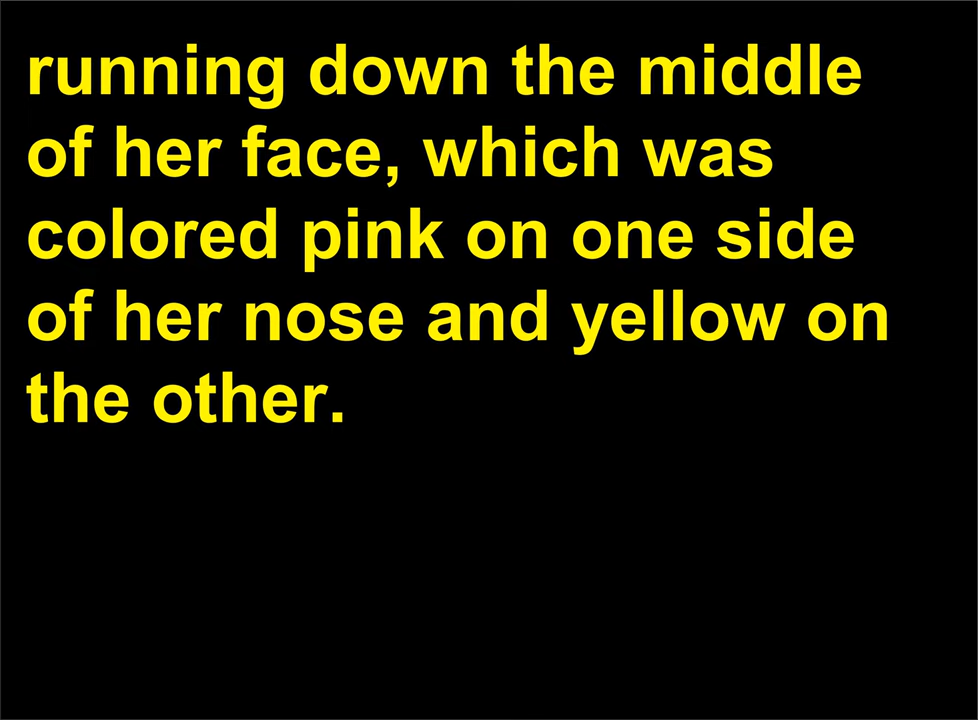 running down the middle
of her face, which was
colored pink on one side
of her nose and yellow on
the other.